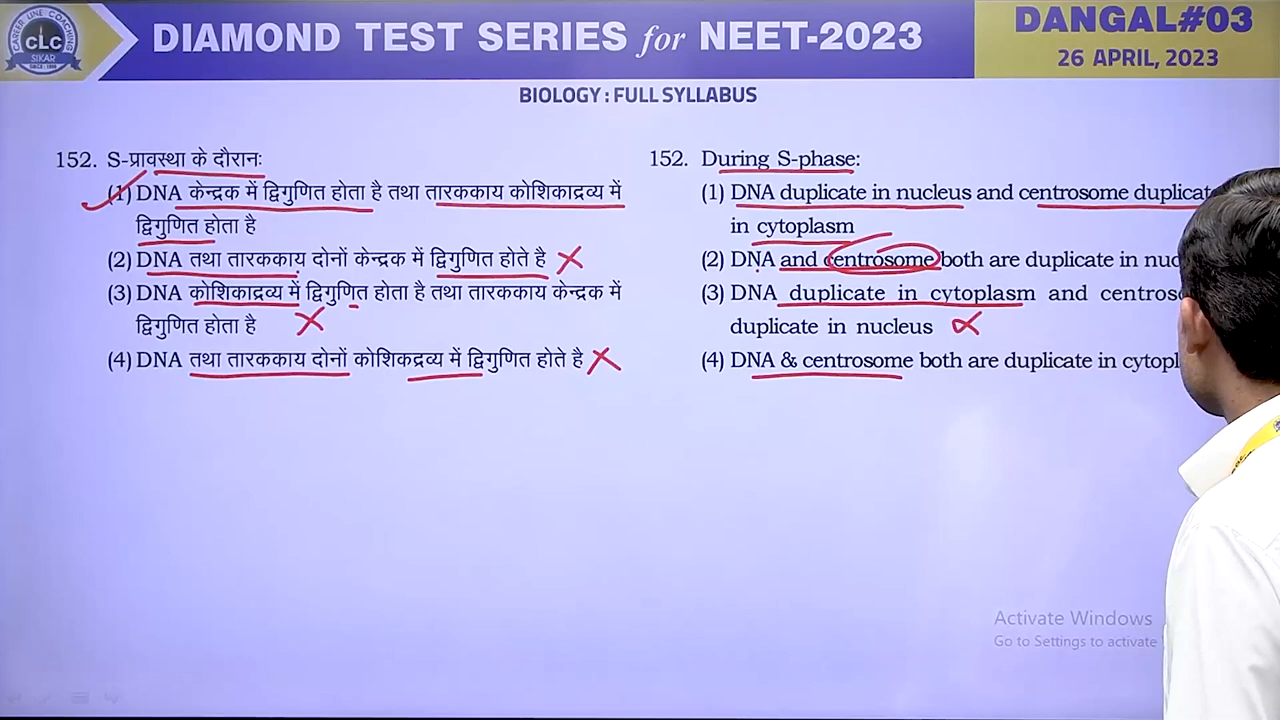 CAREER LINE COACHING
CLC
SIKAR
SINCE : 1996
DIAMOND TEST SERIES for NEET-2023
DANGAL#03
26 APRIL, 2023
BIOLOGY : FULL SYLLABUS
152. S-प्रावस्था के दौरानः
(1) DNA केन्द्रक में द्विगुणित होता है तथा तारककाय कोशिकाद्रव्य में
द्विगुणित होता है
(2) DNA तथा तारककाय दोनों केन्द्रक में द्विगुणित होते है
(3) DNA कोशिकाद्रव्य में द्विगुणित होता है तथा तारककाय केन्द्रक में
द्विगुणित होता है
(4) DNA तथा तारककाय दोनों कोशिकद्रव्य में द्विगुणित होते है
152. During S-phase:
(1) DNA duplicate in nucleus and centrosome duplicat
in cytoplasm
(2) DNA and centrosome both are duplicate in nuc
(3) DNA duplicate in cytoplasm and centros
duplicate in nucleus
(4) DNA & centrosome both are duplicate in cytopl
Activate Windows
Go to Settings to activate